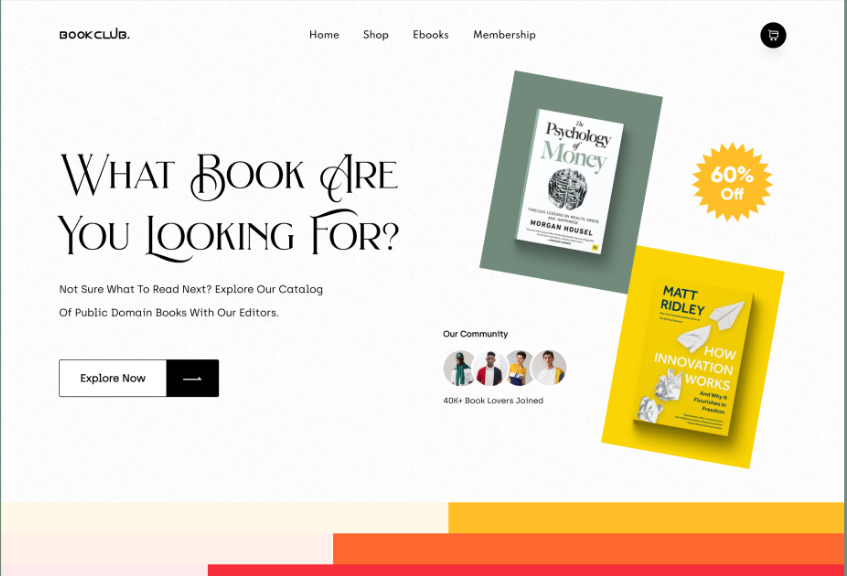 BOOKCLUB.
Home
Shop
Ebooks
Membership
What Book Are
You Looking For?
Not Sure What To Read Next? Explore Our Catalog
Of Public Domain Books With Our Editors.
Explore Now
The
Psychology
of
Money
TIMELESS LESSONS ON WEALTH, GREED,
AND HAPPINESS
MORGAN HOUSEL
60%
Off
Our Community
40K+ Book Lovers Joined
MATT
RIDLEY
HOW
INNOVATION
WORKS
And Why It
Flourishes in
Freedom